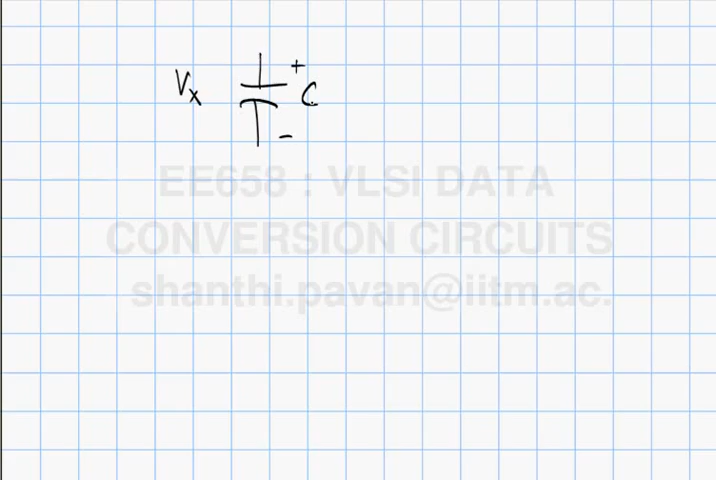 Vx + C
-
EE658 : VLSI DATA
CONVERSION CIRCUITS
shanthi.pavan@iitm.ac.